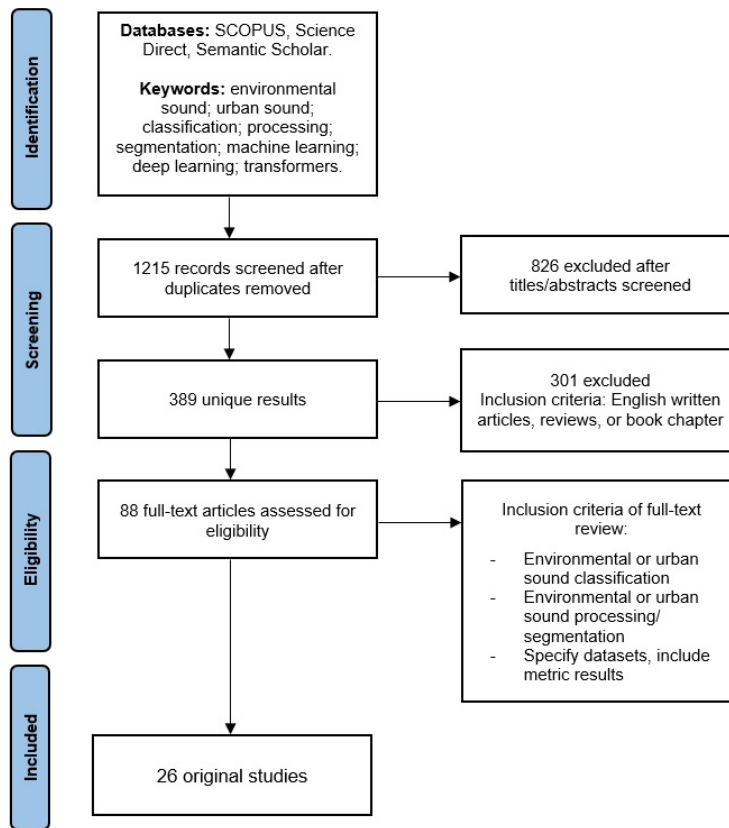 Identification
Databases: SCOPUS, Science
Direct, Semantic Scholar.
Keywords: environmental
sound; urban sound;
classification; processing;
segmentation; machine learning;
deep learning; transformers.
Screening
1215 records screened after
duplicates removed
826 excluded after
titles/abstracts screened
389 unique results
301 excluded
Inclusion criteria: English written
articles, reviews, or book chapter
Eligibility
88 full-text articles assessed for
eligibility
Inclusion criteria of full-text
review:
- Environmental or urban
sound classification
- Environmental or urban
sound processing/
segmentation
- Specify datasets, include
metric results
Included
26 original studies